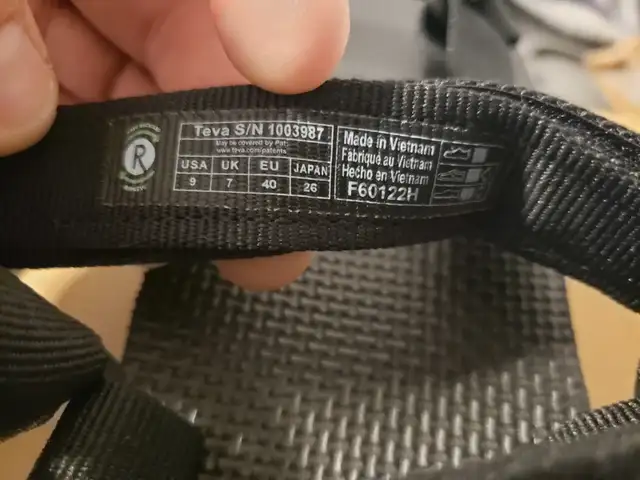 R
Teva S/N 1003987
May be covered by Pat.
www.teva.com/patents
USA UK EU JAPAN
9 7 40 26
Made in Vietnam
Fabriqué au Vietnam
Hecho en Vietnam
F60122H